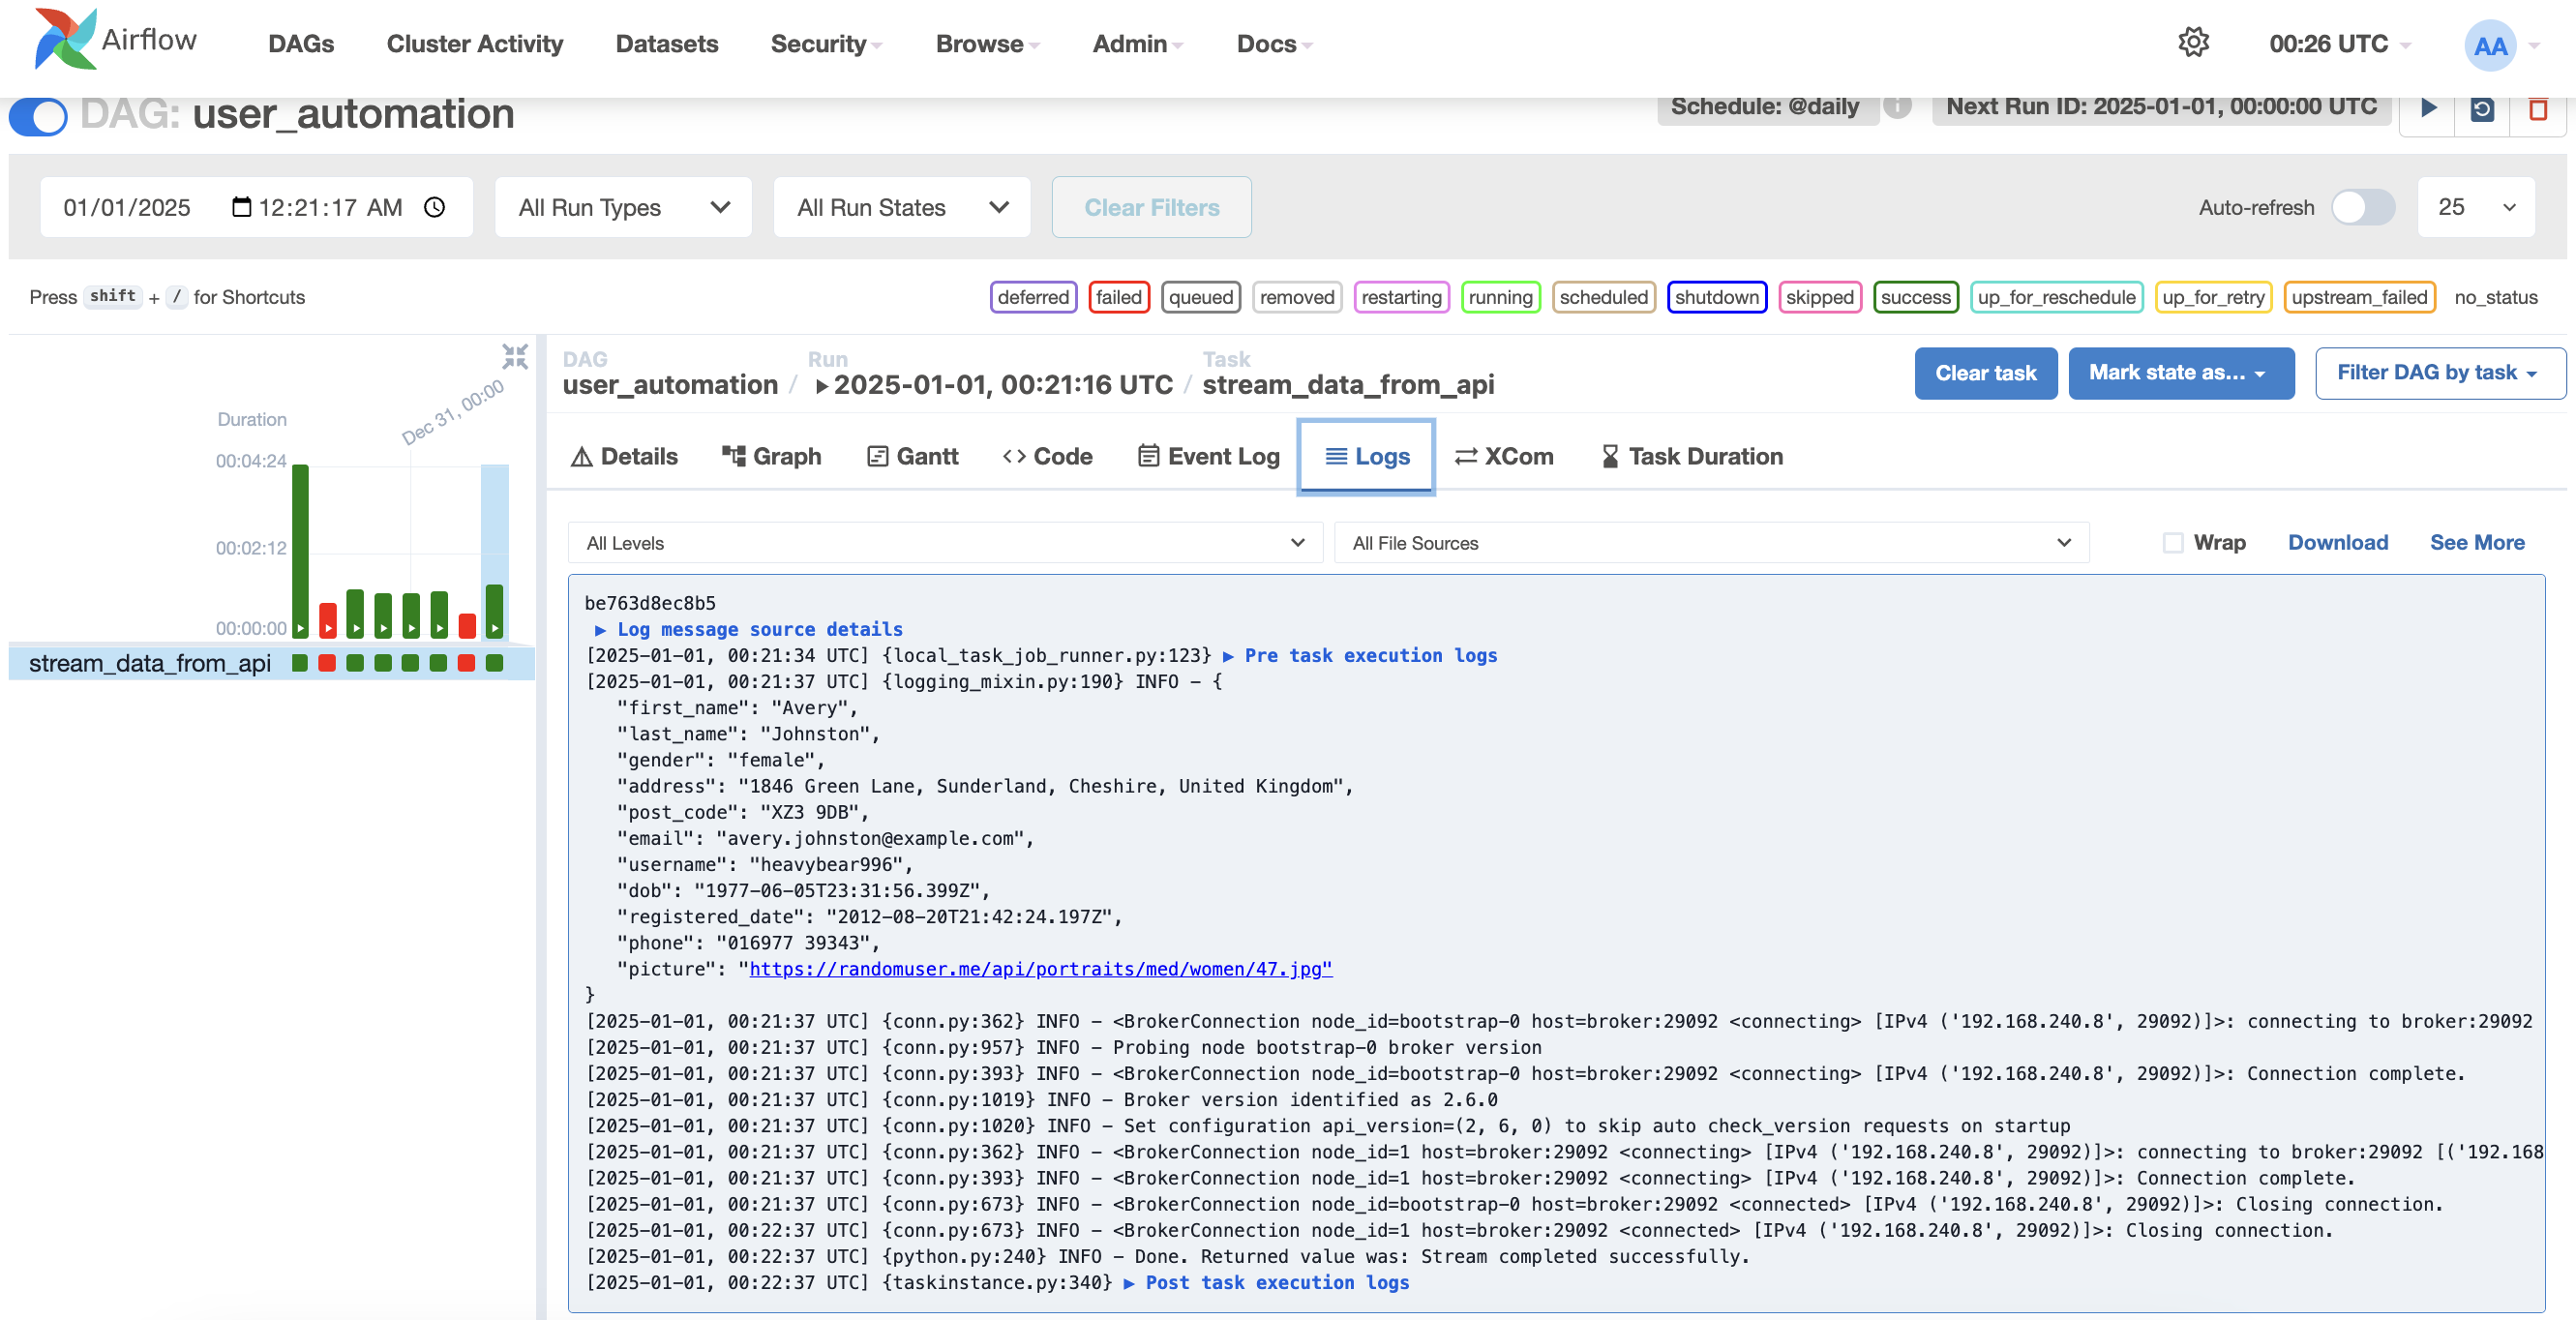 Airflow DAGs Cluster Activity Datasets Security Browse Admin Docs 00:26 UTC AA
DAG: user_automation Schedule: @daily i Next Run ID: 2025-01-01, 00:00:00 UTC
01/01/2025 12:21:17 AM All Run Types All Run States Clear Filters Auto-refresh 25
Press shift + / for Shortcuts deferred failed queued removed restarting running scheduled shutdown skipped success up_for_reschedule up_for_retry upstream_failed no_status
Dec 31, 00:00
Duration
00:04:24
00:02:12
00:00:00
stream_data_from_api
DAG Run Task
user_automation / 2025-01-01, 00:21:16 UTC / stream_data_from_api
Clear task Mark state as... Filter DAG by task
Details Graph Gantt Code Event Log Logs XCom Task Duration
All Levels All File Sources Wrap Download See More
be763d8ec8b5
▶ Log message source details
[2025-01-01, 00:21:34 UTC] {local_task_job_runner.py:123} ▶ Pre task execution logs
[2025-01-01, 00:21:37 UTC] {logging_mixin.py:190} INFO - {
"first_name": "Avery",
"last_name": "Johnston",
"gender": "female",
"address": "1846 Green Lane, Sunderland, Cheshire, United Kingdom",
"post_code": "XZ3 9DB",
"email": "avery.johnston@example.com",
"username": "heavybear996",
"dob": "1977-06-05T23:31:56.399Z",
"registered_date": "2012-08-20T21:42:24.197Z",
"phone": "016977 39343",
"picture": "https://randomuser.me/api/portraits/med/women/47.jpg"
}
[2025-01-01, 00:21:37 UTC] {conn.py:362} INFO - <BrokerConnection node_id=bootstrap-0 host=broker:29092 <connecting> [IPv4 ('192.168.240.8', 29092)]>: connecting to broker:29092
[2025-01-01, 00:21:37 UTC] {conn.py:957} INFO - Probing node bootstrap-0 broker version
[2025-01-01, 00:21:37 UTC] {conn.py:393} INFO - <BrokerConnection node_id=bootstrap-0 host=broker:29092 <connecting> [IPv4 ('192.168.240.8', 29092)]>: Connection complete.
[2025-01-01, 00:21:37 UTC] {conn.py:1019} INFO - Broker version identified as 2.6.0
[2025-01-01, 00:21:37 UTC] {conn.py:1020} INFO - Set configuration api_version=(2, 6, 0) to skip auto check_version requests on startup
[2025-01-01, 00:21:37 UTC] {conn.py:362} INFO - <BrokerConnection node_id=1 host=broker:29092 <connecting> [IPv4 ('192.168.240.8', 29092)]>: connecting to broker:29092 [('192.168
[2025-01-01, 00:21:37 UTC] {conn.py:393} INFO - <BrokerConnection node_id=1 host=broker:29092 <connecting> [IPv4 ('192.168.240.8', 29092)]>: Connection complete.
[2025-01-01, 00:21:37 UTC] {conn.py:673} INFO - <BrokerConnection node_id=bootstrap-0 host=broker:29092 <connected> [IPv4 ('192.168.240.8', 29092)]>: Closing connection.
[2025-01-01, 00:22:37 UTC] {conn.py:673} INFO - <BrokerConnection node_id=1 host=broker:29092 <connected> [IPv4 ('192.168.240.8', 29092)]>: Closing connection.
[2025-01-01, 00:22:37 UTC] {python.py:240} INFO - Done. Returned value was: Stream completed successfully.
[2025-01-01, 00:22:37 UTC] {taskinstance.py:340} ▶ Post task execution logs